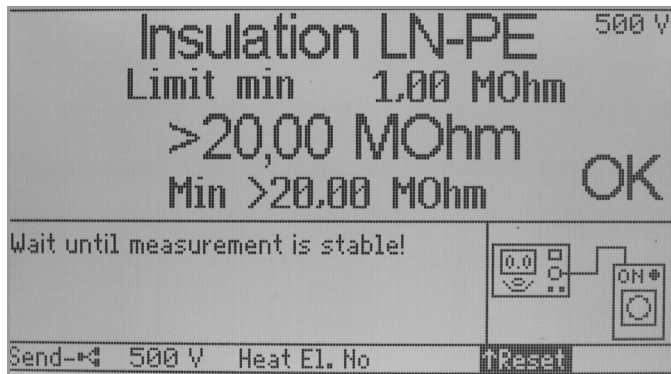 Insulation LN-PE 500 V
Limit min 1,00 MOhm
>20,00 MOhm
OK
Min >20,00 MOhm
Wait until measurement is stable!
0.0
ON
Send- 500 V Heat El. No ↑Reset